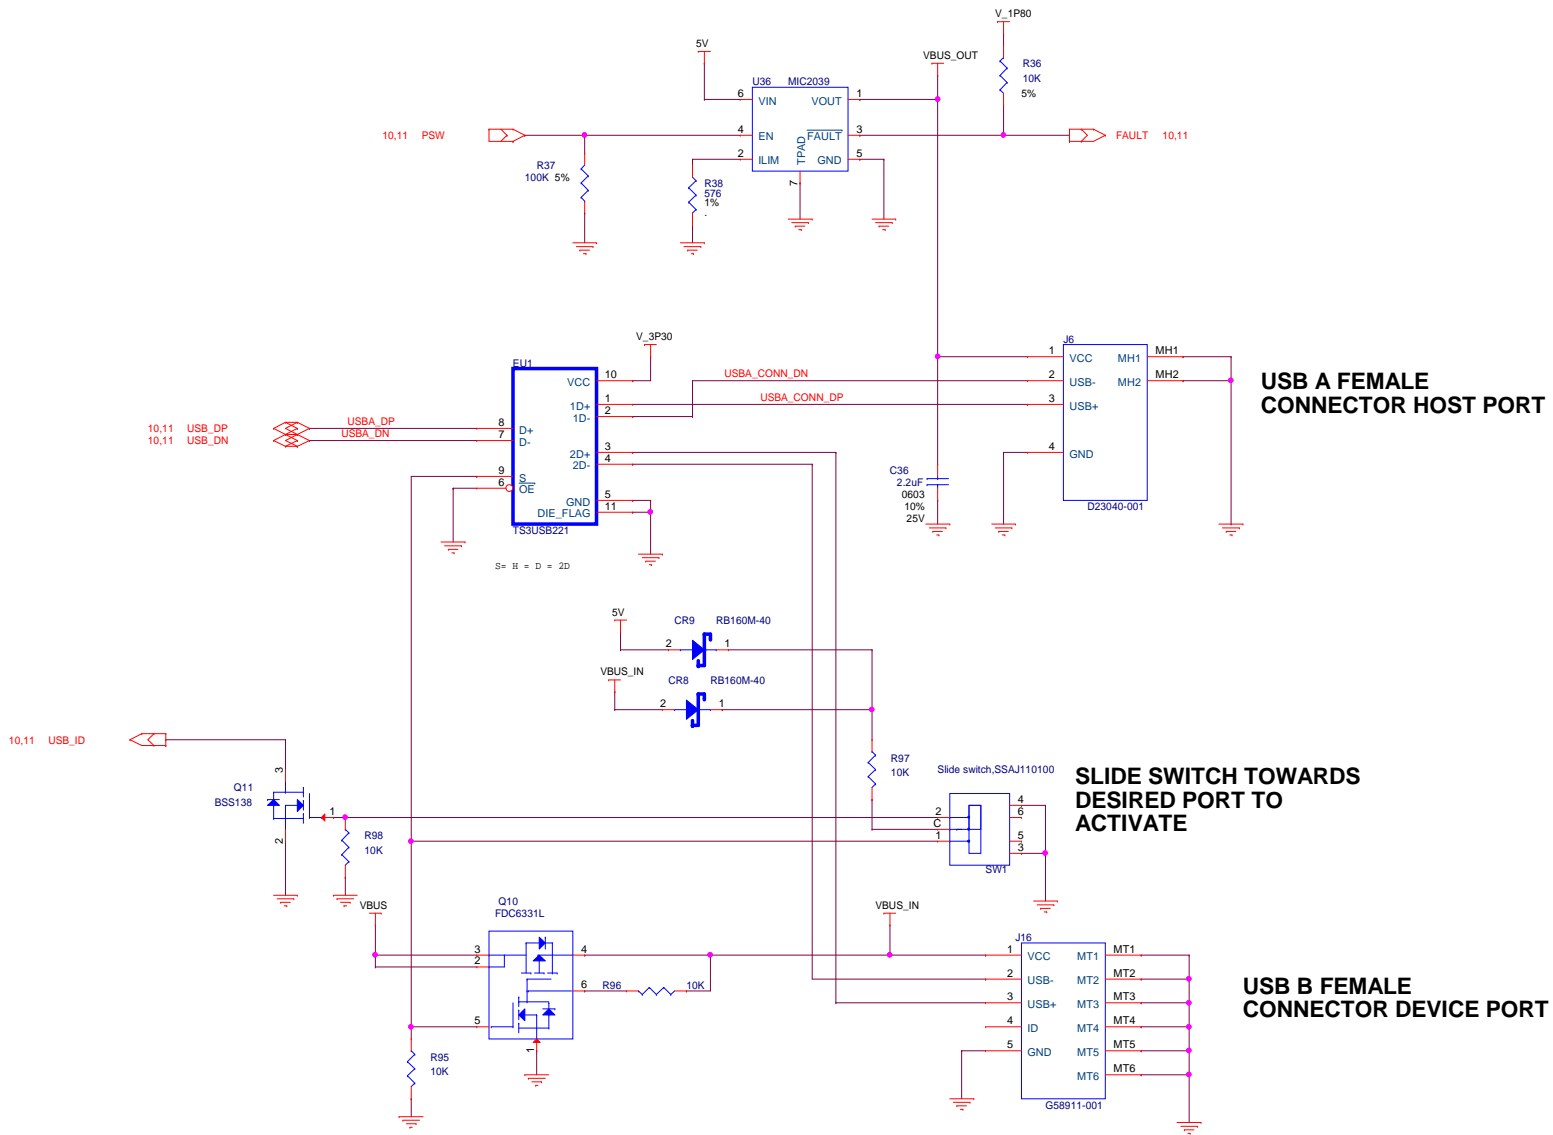 V_1P80
5V
VBUS_OUT
R36
10K
5%
U36 MIC2039
6 VIN VOUT 1
10,11 PSW
4 EN FAULT 3
FAULT 10,11
2 ILIM TPAD GND 5
7
R37
100K 5%
R38
576
1%
.
V_3P30
EU1
VCC 10
1D+ 1
1D- 2
USBA_CONN_DN
USBA_CONN_DP
10,11 USB_DP
10,11 USB_DN
USBA_DP
USBA_DN
8 D+
7 D-
2D+ 3
2D- 4
9 S
6 OE
GND 5
DIE_FLAG 11
TS3USB221
S= H = D = 2D
J6
1 VCC MH1 MH1
2 USB- MH2 MH2
3 USB+
4 GND
D23040-001
USB A FEMALE
CONNECTOR HOST PORT
C36
2.2uF
0603
10%
25V
5V
CR9 RB160M-40
2 1
VBUS_IN
CR8 RB160M-40
2 1
10,11 USB_ID
R97
10K
Slide switch,SSAJ110100
SLIDE SWITCH TOWARDS
DESIRED PORT TO
ACTIVATE
2 4
C 6
1 5
3
SW1
Q11
BSS138
3
1
2
R98
10K
VBUS
Q10
FDC6331L
3 4
2
6 R96 10K
5
1
R95
10K
VBUS_IN
J16
1 VCC MT1 MT1
2 USB- MT2 MT2
3 USB+ MT3 MT3
4 ID MT4 MT4
5 GND MT5 MT5
MT6 MT6
G58911-001
USB B FEMALE
CONNECTOR DEVICE PORT